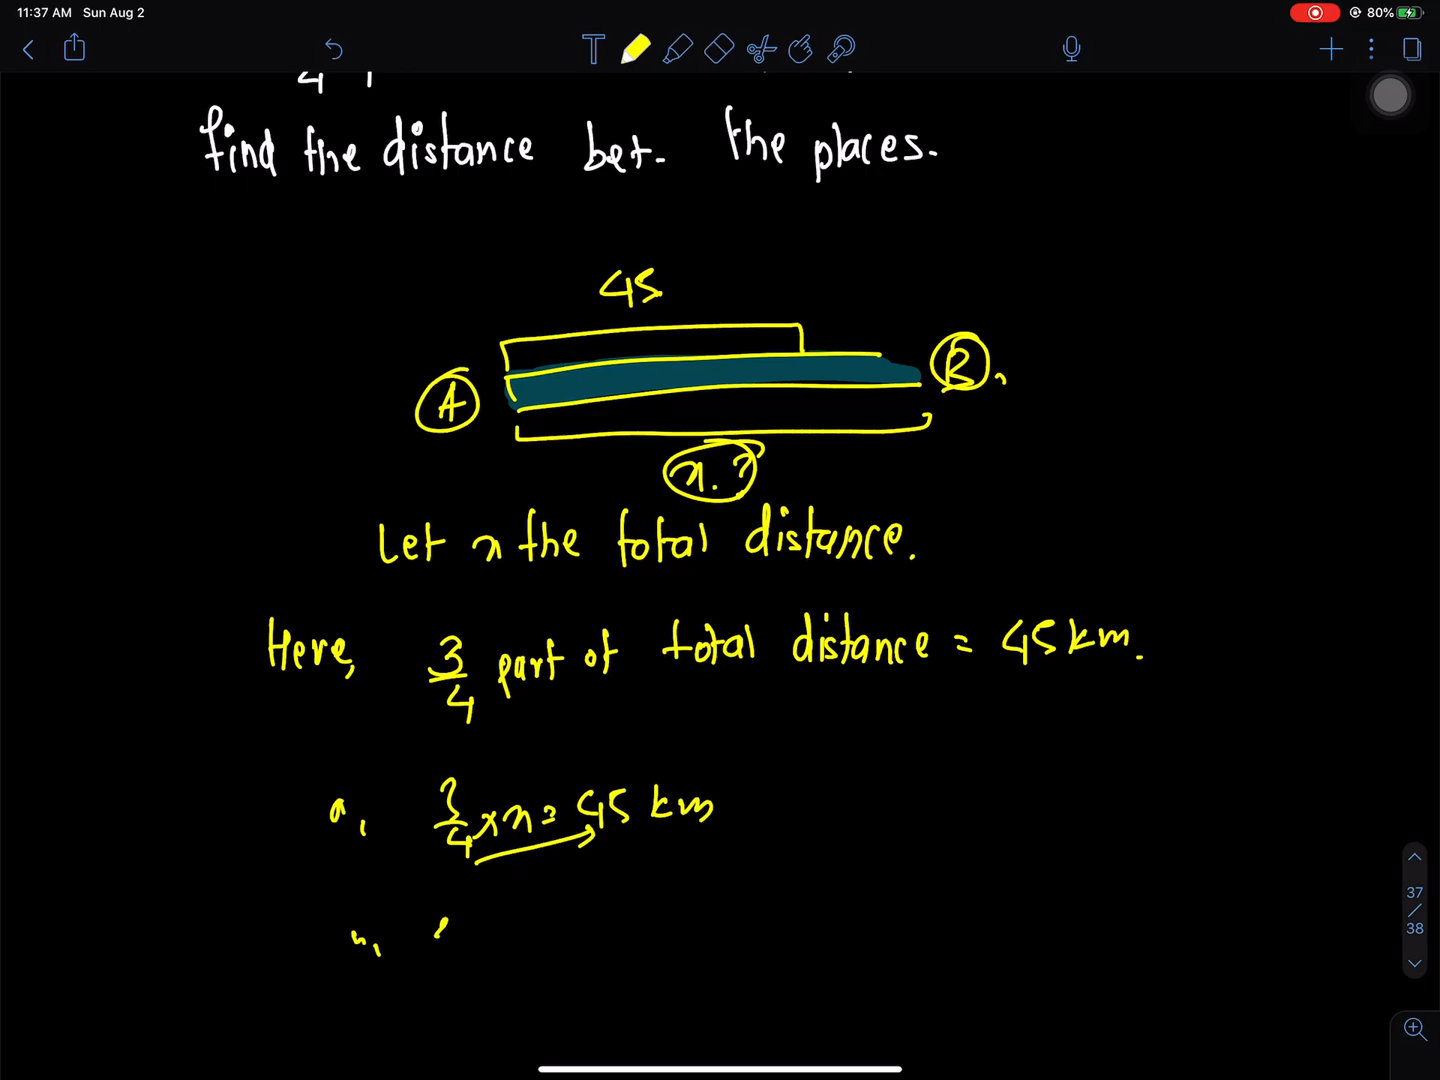 11:37 AM Sun Aug 2
80%
find the distance bet. the places.
45
A
B
x.?
Let x the total distance.
Here, 3/4 part of total distance = 45 km.
3/4 × x = 45 km
37
/
38